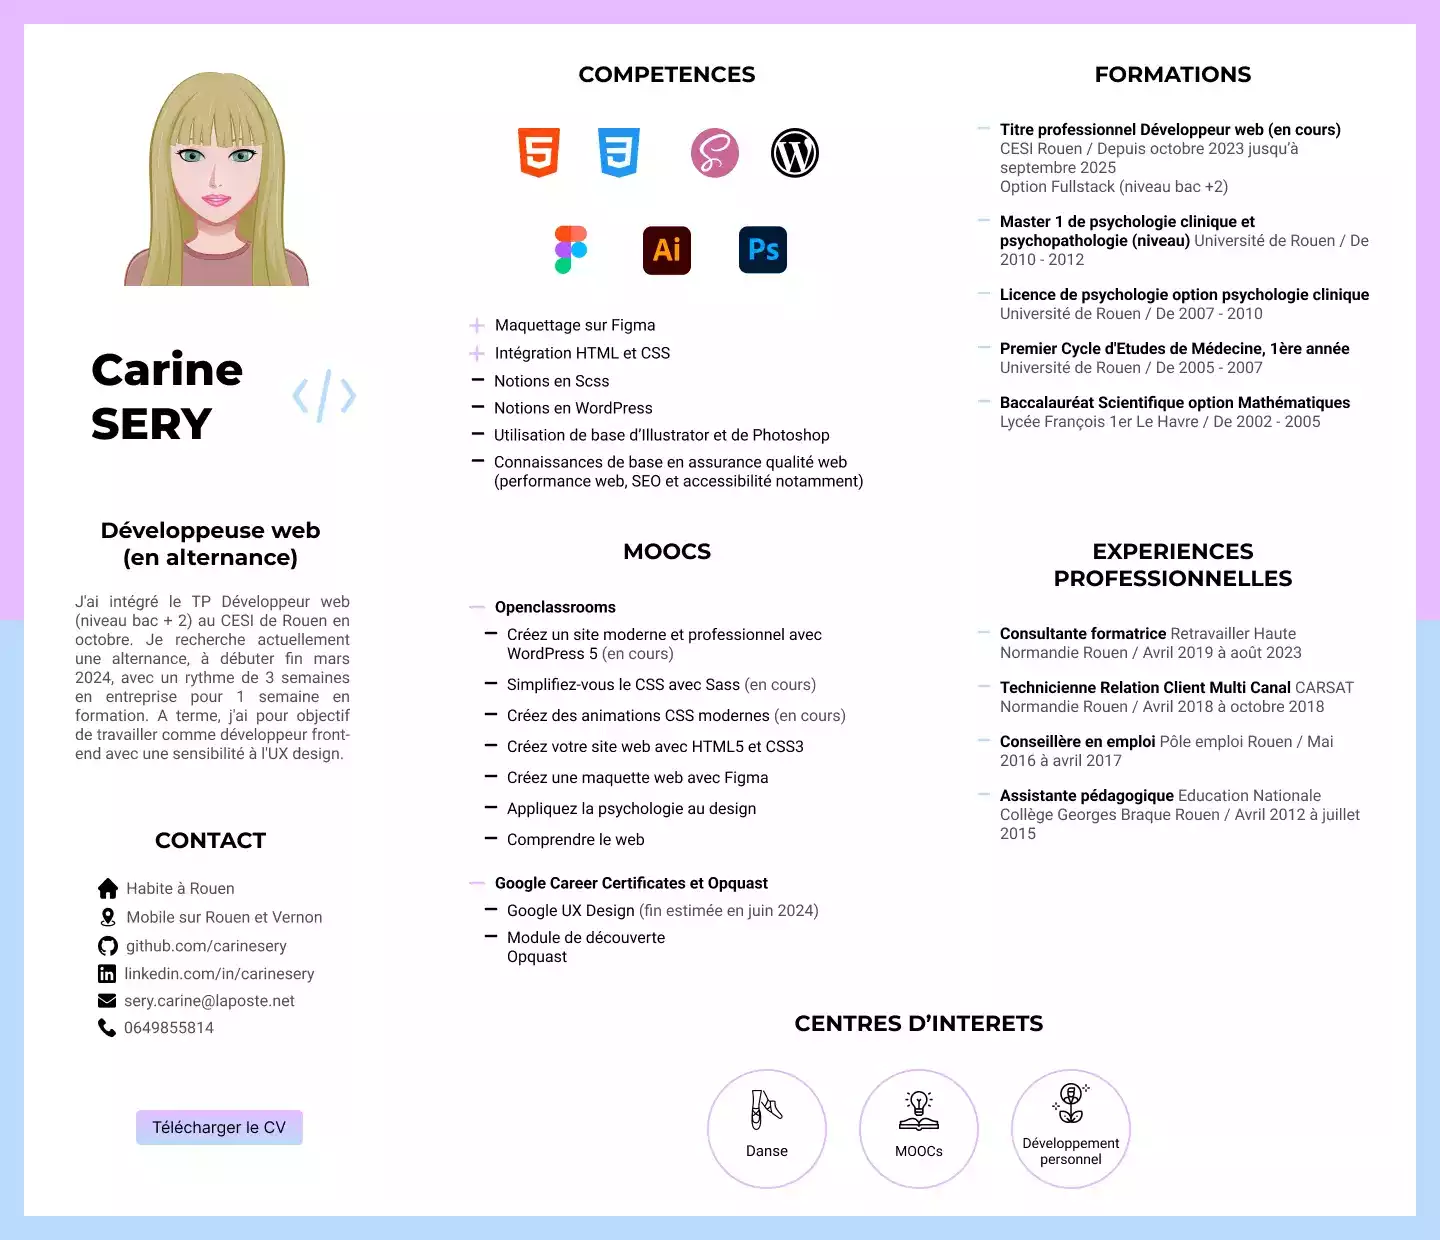 Carine
SERY
Développeuse web
(en alternance)
J'ai intégré le TP Développeur web
(niveau bac + 2) au CESI de Rouen en
octobre. Je recherche actuellement
une alternance, à débuter fin mars
2024, avec un rythme de 3 semaines
en entreprise pour 1 semaine en
formation. A terme, j'ai pour objectif
de travailler comme développeur front-
end avec une sensibilité à l'UX design.
CONTACT
Habite à Rouen
Mobile sur Rouen et Vernon
github.com/carinesery
linkedin.com/in/carinesery
sery.carine@laposte.net
0649855814
Télécharger le CV
COMPETENCES
Ai
Ps
Maquettage sur Figma
Intégration HTML et CSS
Notions en Scss
Notions en WordPress
Utilisation de base d’Illustrator et de Photoshop
Connaissances de base en assurance qualité web
(performance web, SEO et accessibilité notamment)
MOOCS
Openclassrooms
Créez un site moderne et professionnel avec
WordPress 5 (en cours)
Simplifiez-vous le CSS avec Sass (en cours)
Créez des animations CSS modernes (en cours)
Créez votre site web avec HTML5 et CSS3
Créez une maquette web avec Figma
Appliquez la psychologie au design
Comprendre le web
Google Career Certificates et Opquast
Google UX Design (fin estimée en juin 2024)
Module de découverte
Opquast
FORMATIONS
Titre professionnel Développeur web (en cours)
CESI Rouen / Depuis octobre 2023 jusqu’à
septembre 2025
Option Fullstack (niveau bac +2)
Master 1 de psychologie clinique et
psychopathologie (niveau) Université de Rouen / De
2010 - 2012
Licence de psychologie option psychologie clinique
Université de Rouen / De 2007 - 2010
Premier Cycle d'Etudes de Médecine, 1ère année
Université de Rouen / De 2005 - 2007
Baccalauréat Scientifique option Mathématiques
Lycée François 1er Le Havre / De 2002 - 2005
EXPERIENCES
PROFESSIONNELLES
Consultante formatrice Retravailler Haute
Normandie Rouen / Avril 2019 à août 2023
Technicienne Relation Client Multi Canal CARSAT
Normandie Rouen / Avril 2018 à octobre 2018
Conseillère en emploi Pôle emploi Rouen / Mai
2016 à avril 2017
Assistante pédagogique Education Nationale
Collège Georges Braque Rouen / Avril 2012 à juillet
2015
CENTRES D’INTERETS
Danse
MOOCs
Développement
personnel